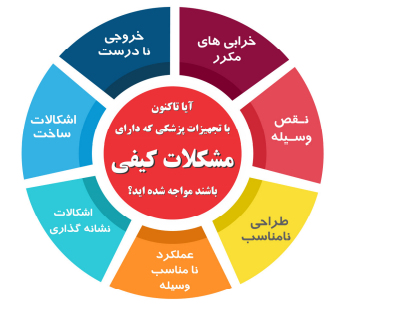 آیا تاکنون
با تجهیزات پزشکی که دارای
مشکلات کیفی
باشند مواجه شده اید؟
خرابی های
مکرر
نـقص
وسـیله
طراحی
نامناسب
عملکرد
نا مناسب
وسیله
اشکالات
نشانه گذاری
اشکالات
ساخت
خروجی
نا درست